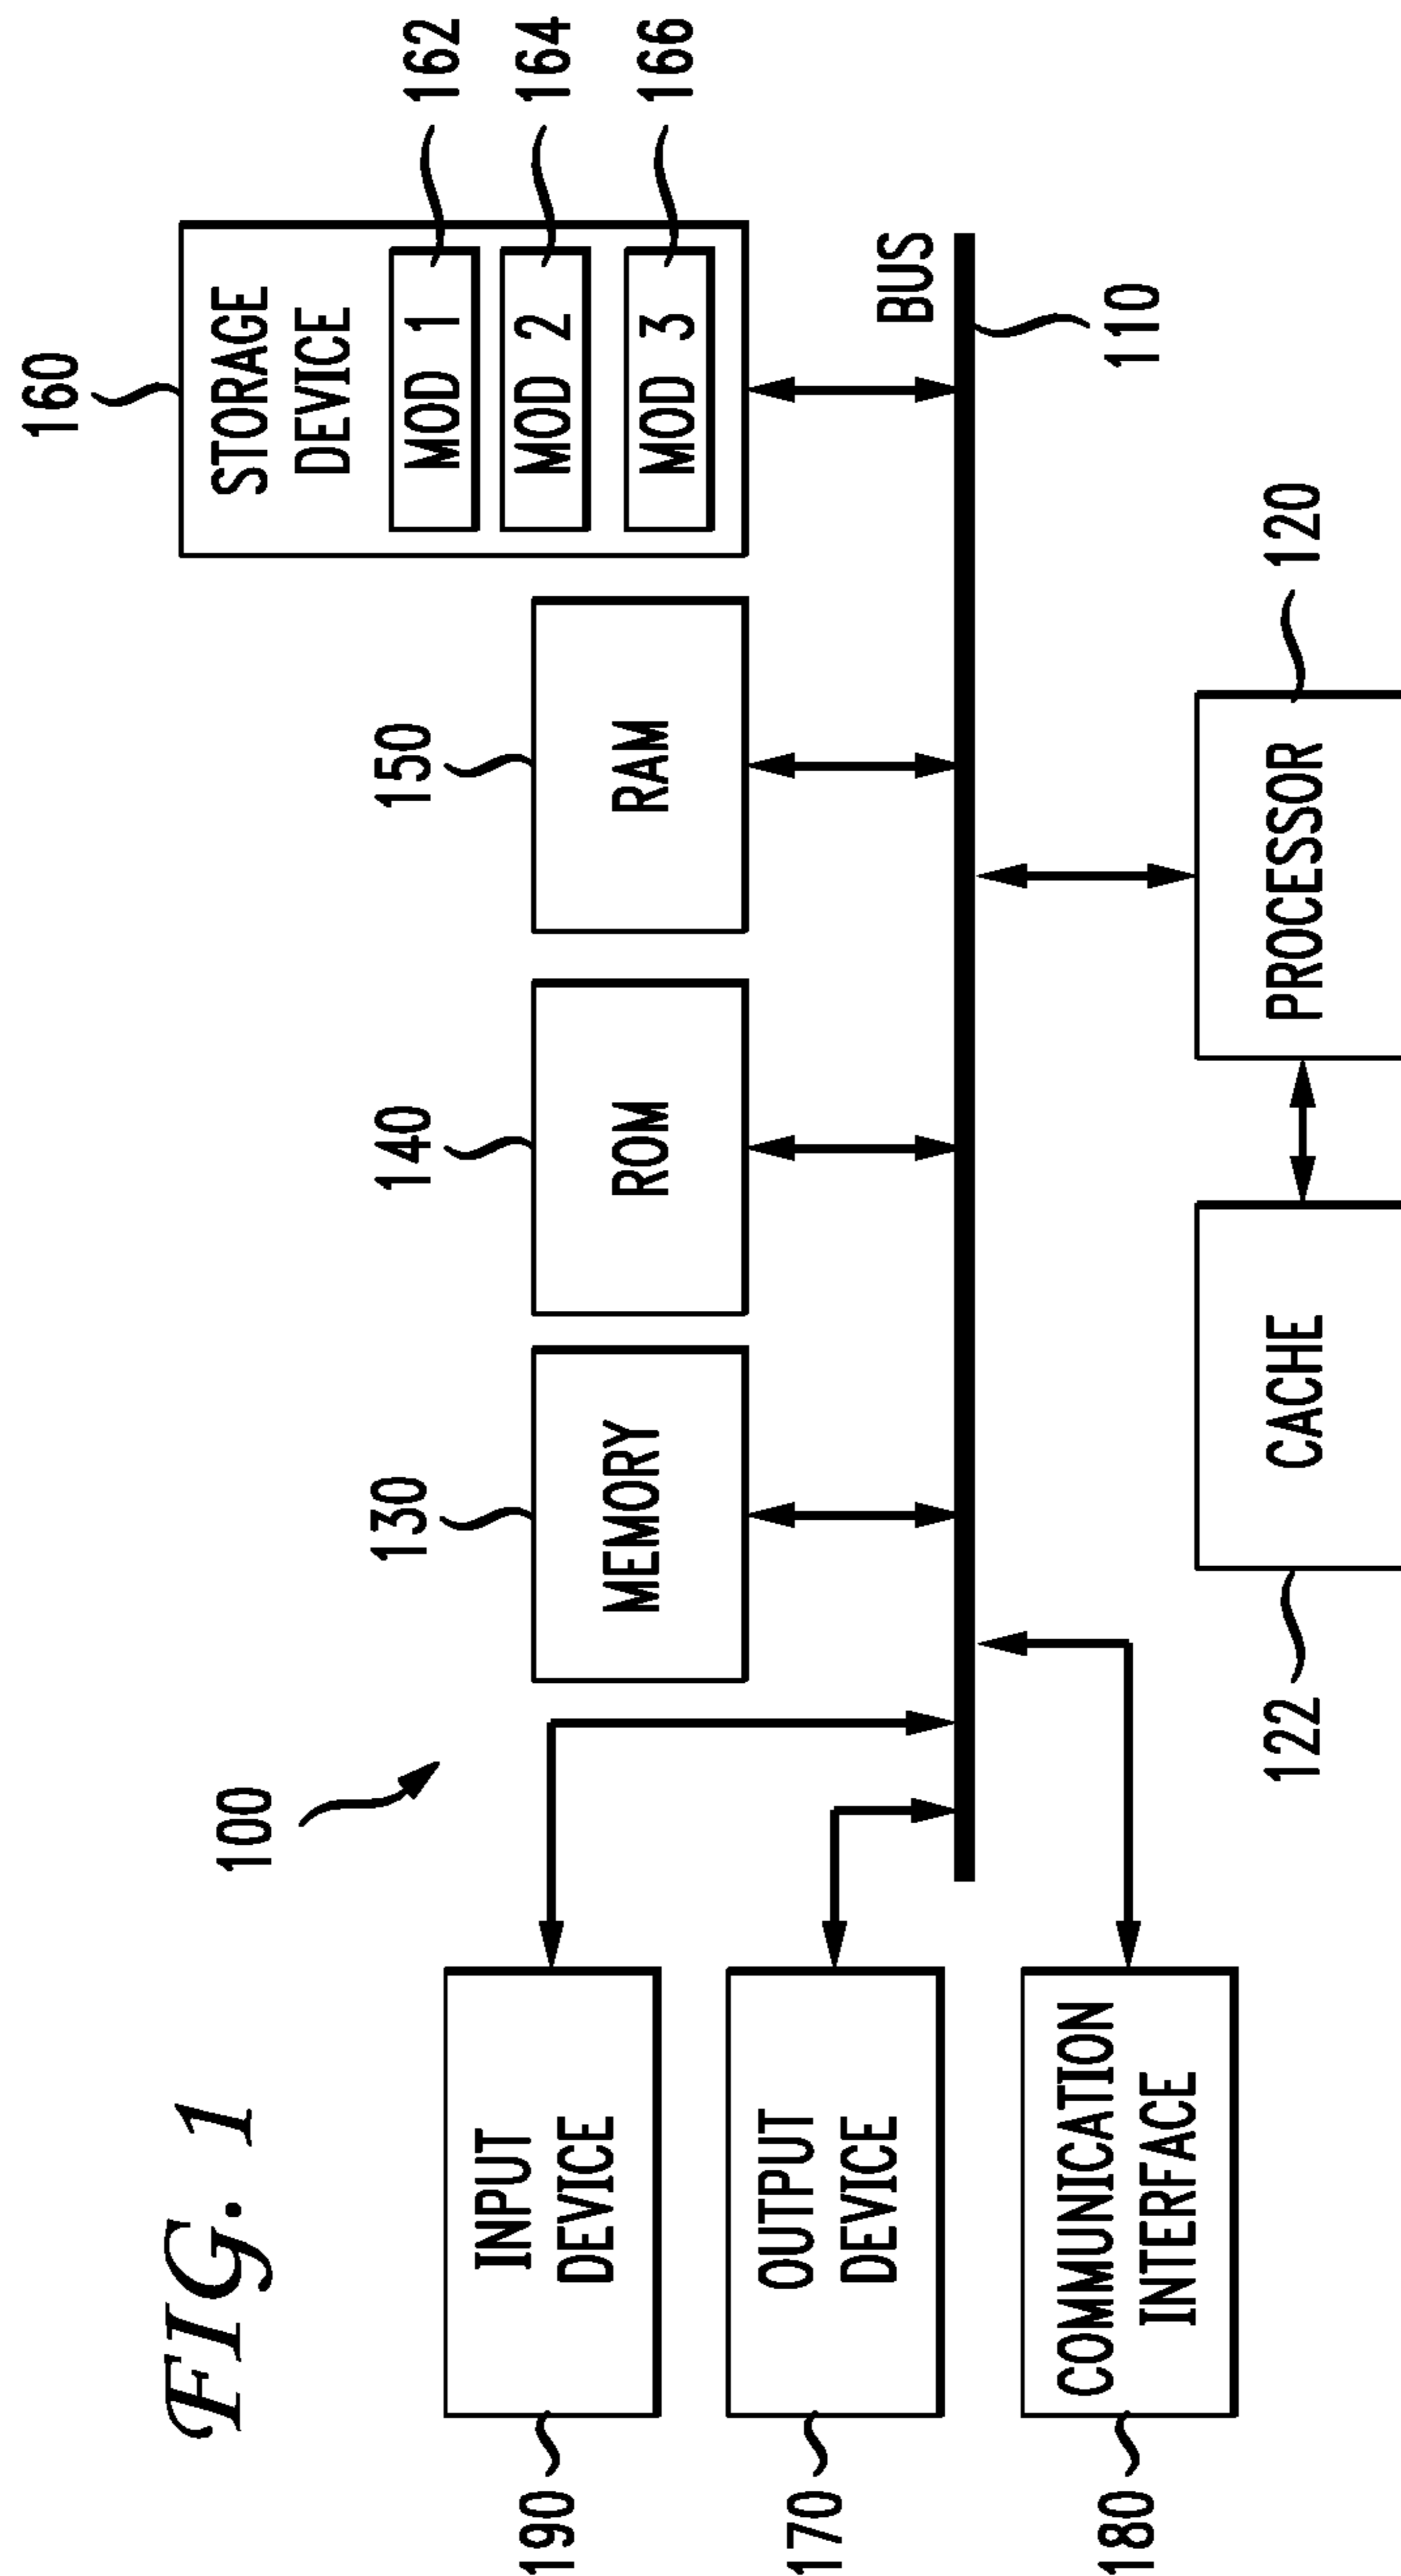 FIG. 1
100
160
STORAGE
DEVICE
MOD 1
162
MOD 2
164
MOD 3
166
130
MEMORY
140
ROM
150
RAM
190
INPUT
DEVICE
170
OUTPUT
DEVICE
180
COMMUNICATION
INTERFACE
BUS
110
122
CACHE
PROCESSOR
120